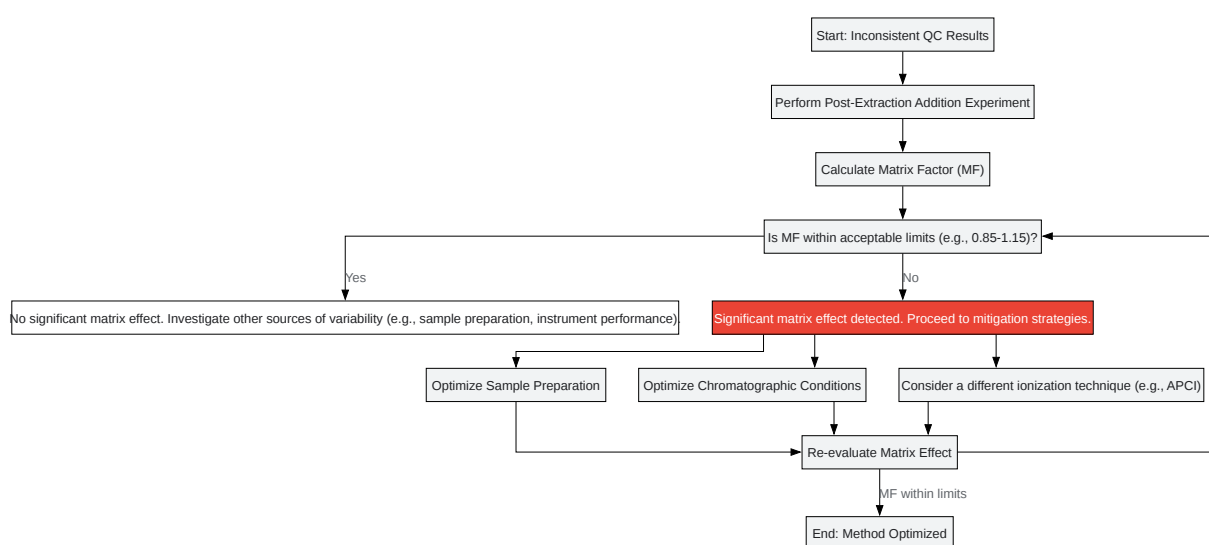 Start: Inconsistent QC Results
Perform Post-Extraction Addition Experiment
Calculate Matrix Factor (MF)
Is MF within acceptable limits (e.g., 0.85-1.15)?
Yes
No
No significant matrix effect. Investigate other sources of variability (e.g., sample preparation, instrument performance).
Significant matrix effect detected. Proceed to mitigation strategies.
Optimize Sample Preparation
Optimize Chromatographic Conditions
Consider a different ionization technique (e.g., APCI)
Re-evaluate Matrix Effect
MF within limits
End: Method Optimized